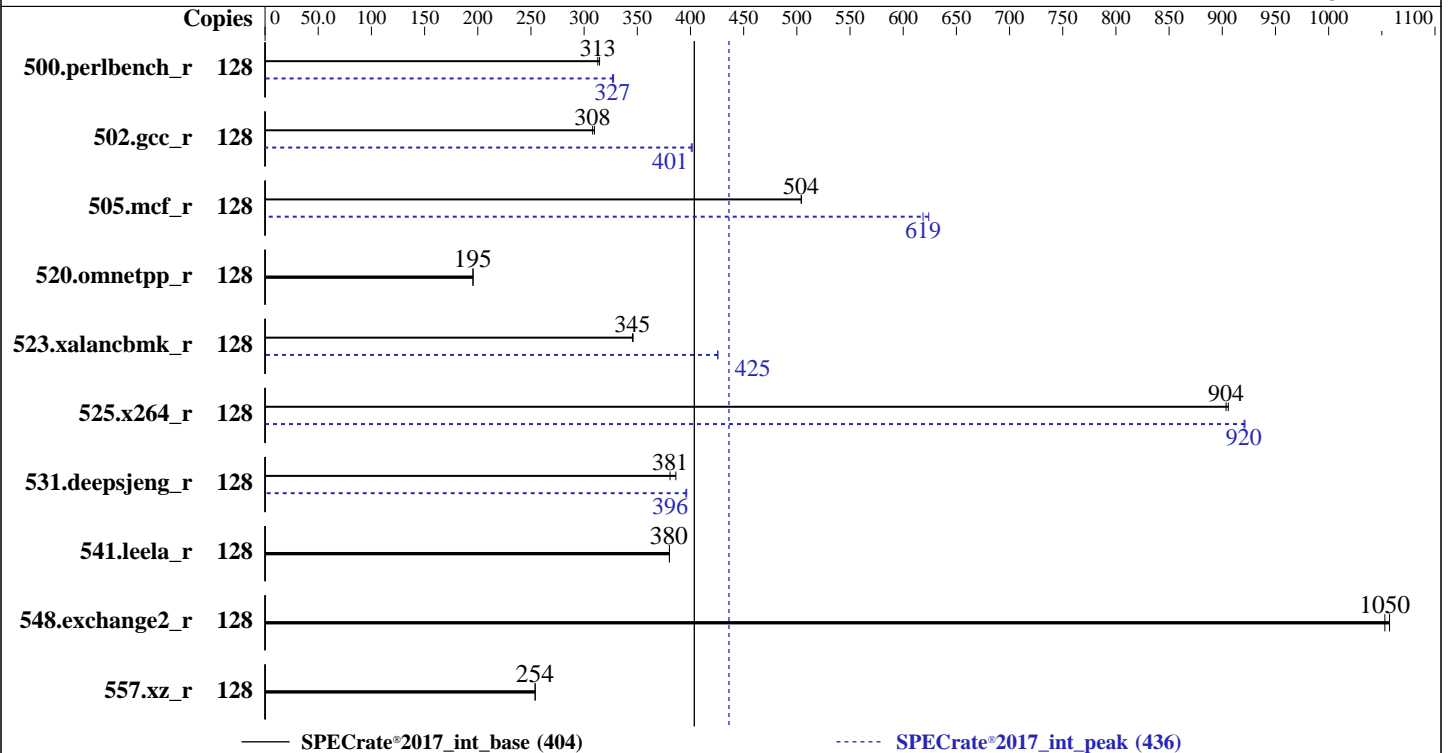 Copies 0 50.0 100 150 200 250 300 350 400 450 500 550 600 650 700 750 800 850 900 950 1000 1100
313
500.perlbench_r 128
327
308
502.gcc_r 128
401
504
505.mcf_r 128
619
195
520.omnetpp_r 128
345
523.xalancbmk_r 128
425
904
525.x264_r 128
920
381
531.deepsjeng_r 128
396
380
541.leela_r 128
1050
548.exchange2_r 128
254
557.xz_r 128
SPECrate®2017_int_base (404) SPECrate®2017_int_peak (436)